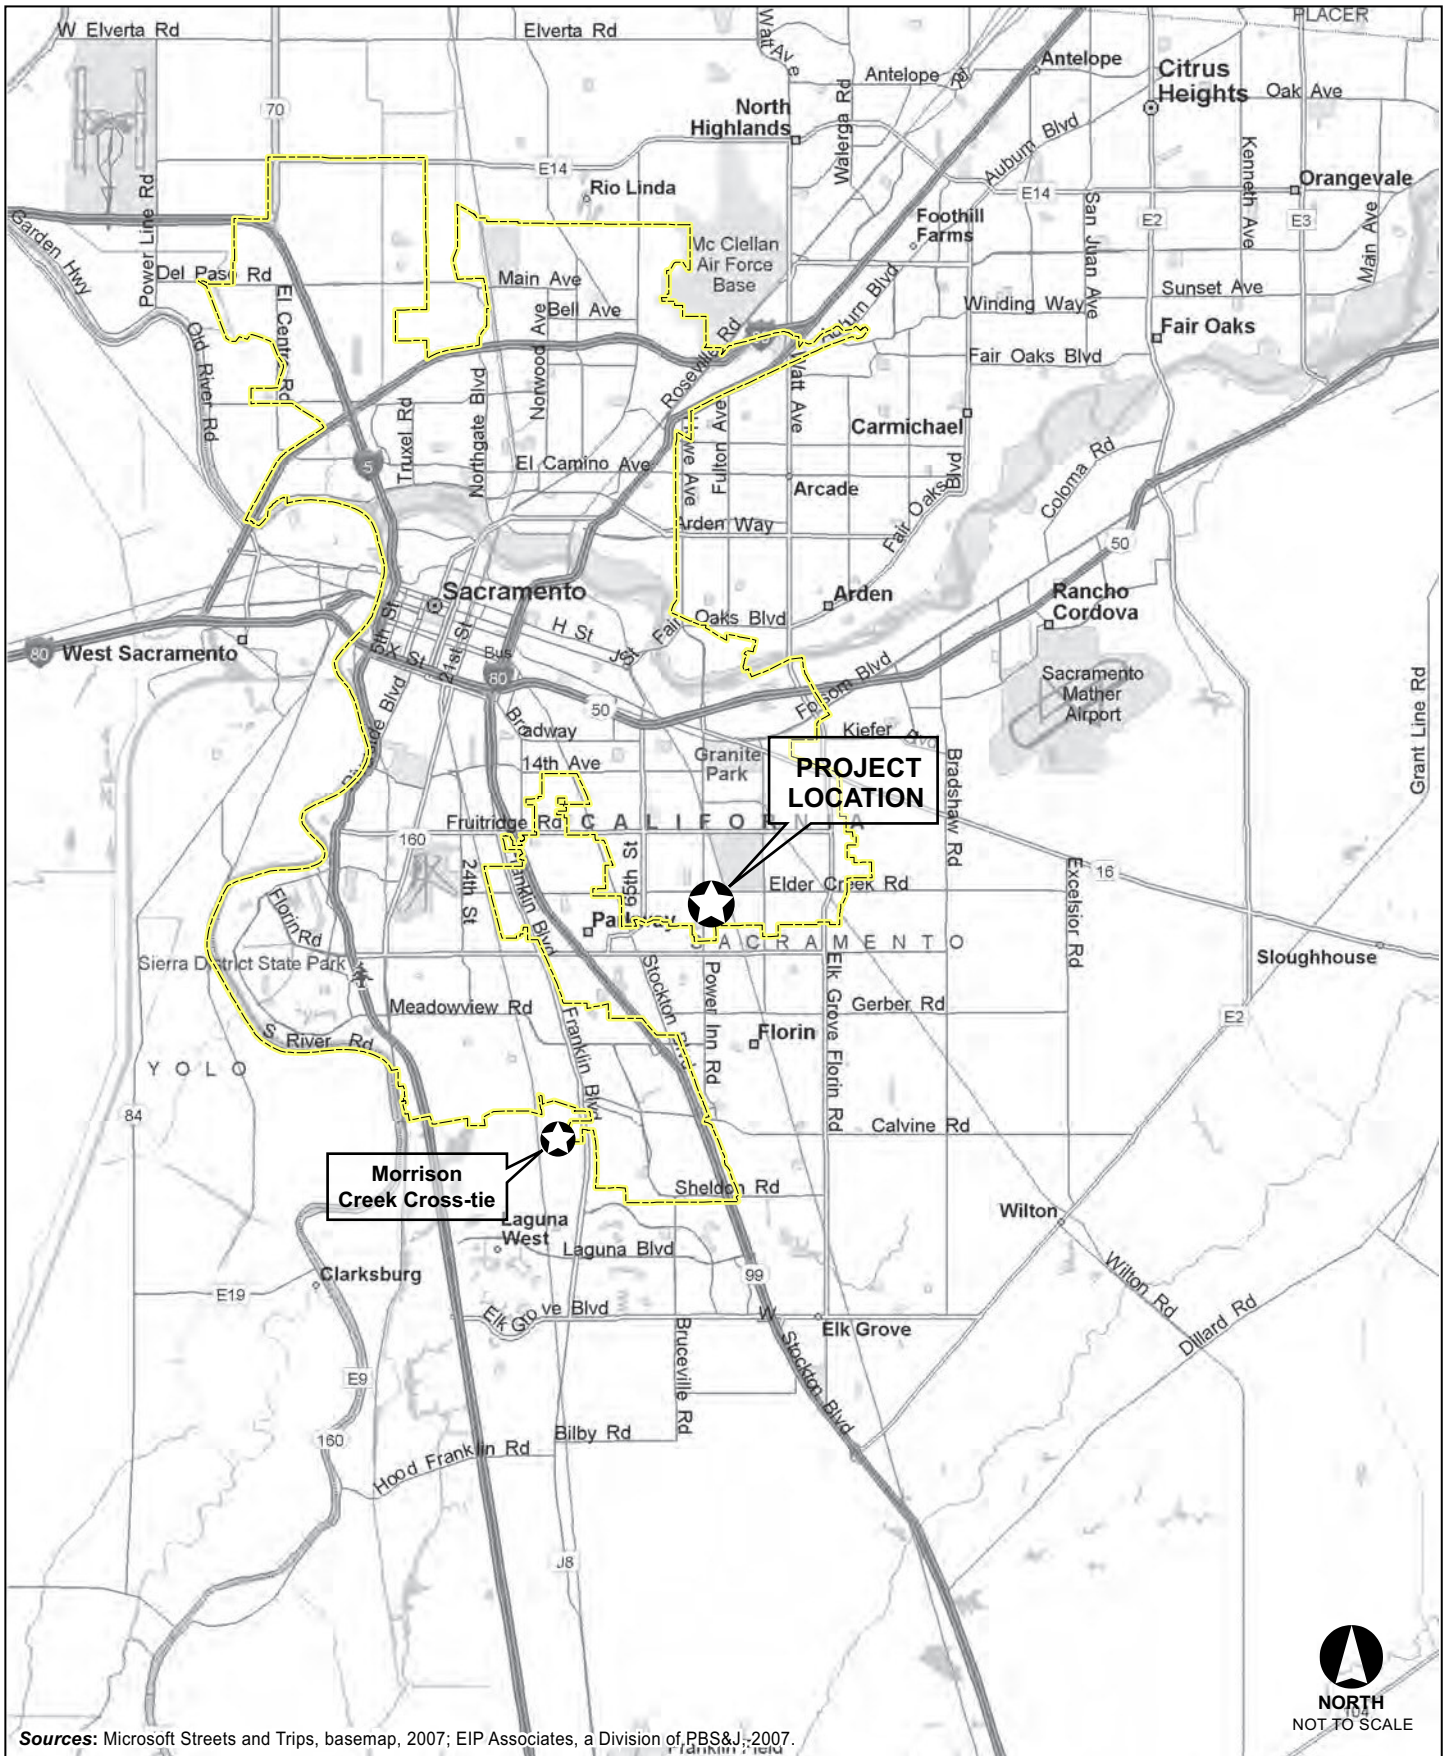 PLACER
W Elverta Rd
Elverta Rd
Watt Ave
Antelope Rd
Antelope
Citrus
Heights
Oak Ave
70
North
Highlands
Walerga Rd
Auburn Blvd
Kenneth Ave
E14
Rio Linda
E14
Orangevale
Power Line Rd
Garden Hwy
Foothill
Farms
San Juan Ave
E2
E3
Main Ave
Mc Clellan
Air Force
Base
Del Paso Rd
Main Ave
Bell Ave
El Centro Rd
Norwood Ave
Auburn Blvd
Winding Way
Sunset Ave
Fair Oaks
Old River Rd
Roseville Rd
Watt Ave
Fair Oaks Blvd
Northgate Blvd
Truxel Rd
Fulton Ave
Carmichael
5
El Camino Ave
Arcade
Fair Oaks Blvd
Coloma Rd
Arden Way
50
Sacramento
Arden
Rancho
Cordova
5th St
X St
21st St
H St
J St
Bus
80
Fair Oaks Blvd
80
West Sacramento
50
Folsom Blvd
Sacramento
Mather
Airport
Grant Line Rd
Broadway
Kiefer Blvd
Bradshaw Rd
14th Ave
Granite
Park
PROJECT
LOCATION
Fruitridge Rd
CALIFORNIA
160
24th St
65th St
Franklin Blvd
Elder Creek Rd
Excelsior Rd
16
Florin Rd
Parkway
SACRAMENTO
Sierra District State Park
Sloughhouse
Stockton Blvd
Power Inn Rd
Elk Grove Florin Rd
Meadowview Rd
Gerber Rd
E2
Franklin Blvd
Florin
S River Rd
YOLO
84
Calvine Rd
Morrison
Creek Cross-tie
Sheldon Rd
Wilton
Laguna
West
Laguna Blvd
Clarksburg
99
Wilton Rd
E19
Elk Grove Blvd
W Stockton Blvd
Elk Grove
Dillard Rd
Bruceville Rd
E9
160
Bilby Rd
Hood Franklin Rd
J8
NORTH
NOT TO SCALE
104
Sources: Microsoft Streets and Trips, basemap, 2007; EIP Associates, a Division of PBS&J, 2007.
Franklin Field